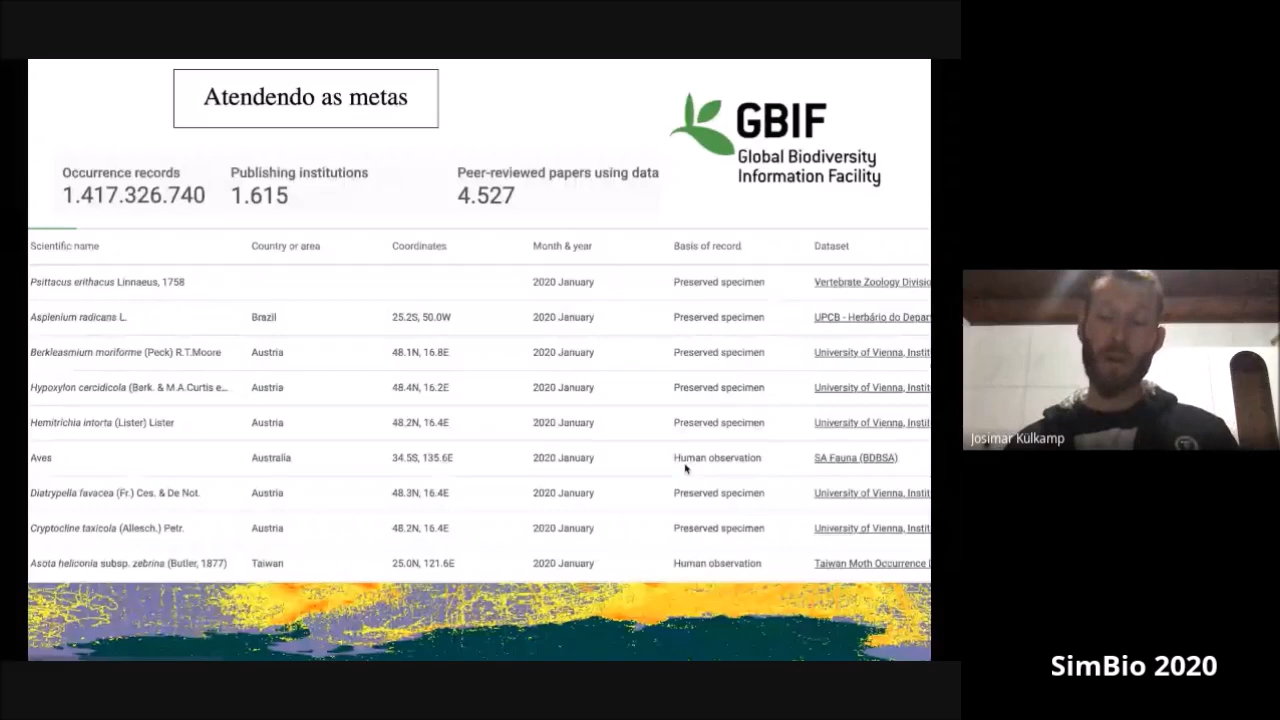 Atendendo as metas
GBIF
Global Biodiversity
Information Facility
Occurrence records
1.417.326.740
Publishing institutions
1.615
Peer-reviewed papers using data
4.527
Scientific name Country or area Coordinates Month & year Basis of record Dataset
Psittacus erithacus Linnaeus, 1758 2020 January Preserved specimen Vertebrate Zoology Divisio
Asplenium radicans L. Brazil 25.2S, 50.0W 2020 January Preserved specimen UPCB - Herbário do Depar
Berkleasmium moriforme (Peck) R.T.Moore Austria 48.1N, 16.8E 2020 January Preserved specimen University of Vienna, Instit
Hypoxylon cercidicola (Berk. & M.A.Curtis e... Austria 48.4N, 16.2E 2020 January Preserved specimen University of Vienna, Instit
Hemitrichia intorta (Lister) Lister Austria 48.2N, 16.4E 2020 January Preserved specimen University of Vienna, Instit
Aves Australia 34.5S, 135.6E 2020 January Human observation SA Fauna (BDBSA)
Diatrypella favacea (Fr.) Ces. & De Not. Austria 48.3N, 16.4E 2020 January Preserved specimen University of Vienna, Instit
Cryptocline taxicola (Allesch.) Petr. Austria 48.2N, 16.4E 2020 January Preserved specimen University of Vienna, Instit
Asota heliconia subsp. zebrina (Butler, 1877) Taiwan 25.0N, 121.6E 2020 January Human observation Taiwan Moth Occurrence
Josimar Külkamp
SimBio 2020